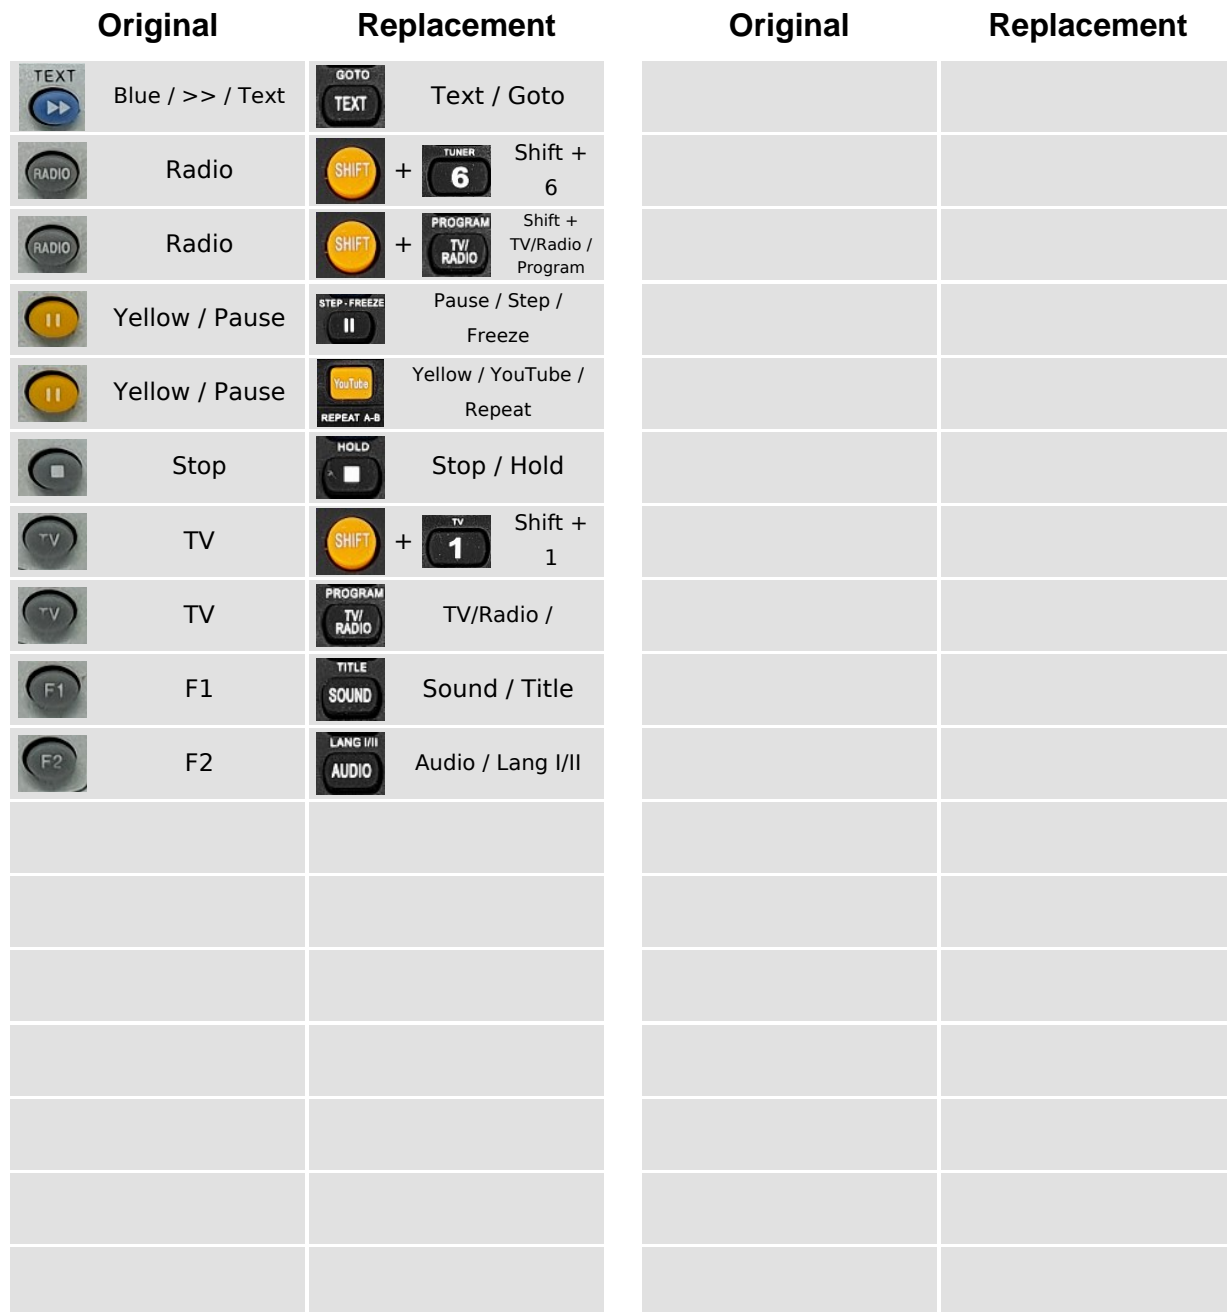 Original Replacement Original Replacement
TEXT Blue / >> / Text GOTO TEXT Text / Goto
RADIO Radio SHIFT + TUNER 6 Shift +
6
RADIO Radio SHIFT + PROGRAM TV/ RADIO Shift +
TV/Radio /
Program
Yellow / Pause STEP-FREEZE Pause / Step /
Freeze
Yellow / Pause YouTube Yellow / YouTube /
REPEAT A-B Repeat
Stop HOLD Stop / Hold
TV TV SHIFT + TV 1 Shift +
1
TV TV PROGRAM TV/ RADIO TV/Radio /
F1 F1 TITLE SOUND Sound / Title
F2 F2 LANG I/II AUDIO Audio / Lang I/II